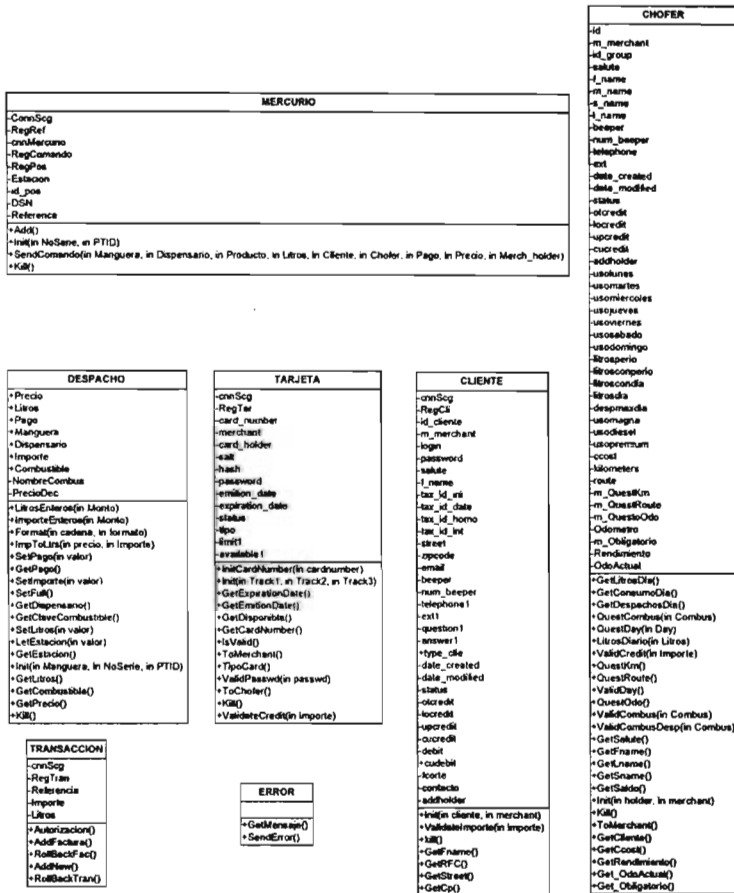 MERCURIO
-ConnScg
-RegRef
-cnnMercurio
-RegComando
-RegPos
-Estacion
-id_pos
-DSN
-Reference
+Add()
+Init(in NoSerie, in PTID)
+SendComando(in Manguera, in Dispensario, in Producto, in Litros, in Cliente, in Chofer, in Pago, in Precio, in Merch_holder)
+Kill()
DESPACHO
+Precio
+Litros
+Pago
+Manguera
+Dispensario
+Importe
+Combustible
-NombreCombus
-PrecioDec
+LitrosEnteros(in Monto)
+ImporteEnteros(in Monto)
+Format(in cadena, in formato)
+ImpToLtrs(in precio, in Importe)
+SetPago(in valor)
+GetPago()
+SetImporte(in valor)
+SetFull()
+GetDispensario()
+GetClaveCombustible()
+SetLitros(in valor)
+LetEstacion(in valor)
+GetEstacion()
+Init(in Manguera, in NoSerie, in PTID)
+GetLitros()
+GetCombustible()
+GetPrecio()
+Kill()
TARJETA
-cnnScg
-RegTar
-card_number
-merchant
-card_holder
-salt
-hash
-password
-emition_date
-expiration_date
-status
-tipo
-limit1
-available1
+InitCardNumber(in cardnumber)
+Init(in Track1, in Track2, in Track3)
+GetExpirationDate()
+GetEmitionDate()
+GetDisponible()
+GetCardNumber()
+IsValid()
+ToMerchant()
+TipoCard()
+ValidPasswd(in passwd)
+ToChofer()
+Kill()
+ValidateCredit(in Importe)
CLIENTE
-cnnScg
-RegCli
-id_cliente
-m_merchant
-login
-password
-salute
-f_name
-tax_id_ini
-tax_id_date
-tax_id_homo
-tax_id_int
-street
-zipcode
-email
-beeper
-num_beeper
-telephone1
-ext1
-question1
-answer1
+type_clie
-date_created
-date_modified
-status
-olcredit
-locredit
-upcredit
-cucredit
-debit
+cudebit
-fcorte
-contacto
-addholder
+Init(in cliente, in merchant)
+ValidateImporte(in Importe)
+kill()
+GetFname()
+GetRFC()
+GetStreet()
+GetCp()
CHOFER
-id
-m_merchant
-id_group
-salute
-f_name
-m_name
-s_name
-l_name
-beeper
-num_beeper
-telephone
-ext
-date_created
-date_modified
-status
-olcredit
-locredit
-upcredit
-cucredit
-addholder
-usolunes
-usomartes
-usomiercoles
-usojueves
-usoviernes
-usosabado
-usodomingo
-litrosperio
-litrosconperio
-litroscondia
-litrosdia
-despmaxdia
-usomagna
-usodiesel
-usopremium
-ccost
-kilometers
-route
-m_QuestKm
-m_QuestRoute
-m_QuestoOdo
-Odometro
-m_Obligatorio
-Rendimiento
-OdoActual
+GetLitrosDia()
+GetConsumoDia()
+GetDespachosDia()
+QuestCombus(in Combus)
+QuestDay(in Day)
+LitrosDiario(in Litros)
+ValidCredit(in Importe)
+QuestKm()
+QuestRoute()
+ValidDay()
+QuestOdo()
+ValidCombus(in Combus)
+ValidCombusDesp(in Combus)
+GetSalute()
+GetFname()
+GetLname()
+GetSname()
+GetSaldo()
+Init(in holder, in merchant)
+Kill()
+ToMerchant()
+GetCliente()
+GetCcost()
+GetRendimiento()
+Get_OdoActual()
+Get_Obligatorio()
TRANSACCION
-cnnScg
-RegTran
-Referencia
-Importe
-Litros
+Autorizacion()
+AddFactura()
+RollBackFac()
+AddNew()
+RollBackTran()
ERROR
+GetMensaje()
+SendError()